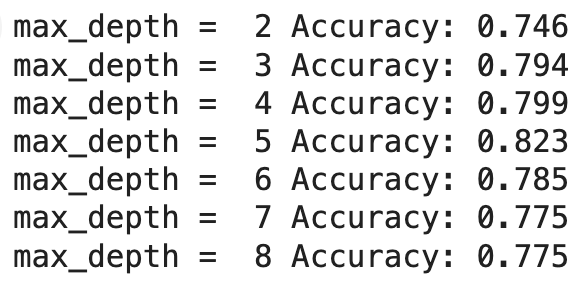 max_depth =  2 Accuracy: 0.746
max_depth =  3 Accuracy: 0.794
max_depth =  4 Accuracy: 0.799
max_depth =  5 Accuracy: 0.823
max_depth =  6 Accuracy: 0.785
max_depth =  7 Accuracy: 0.775
max_depth =  8 Accuracy: 0.775